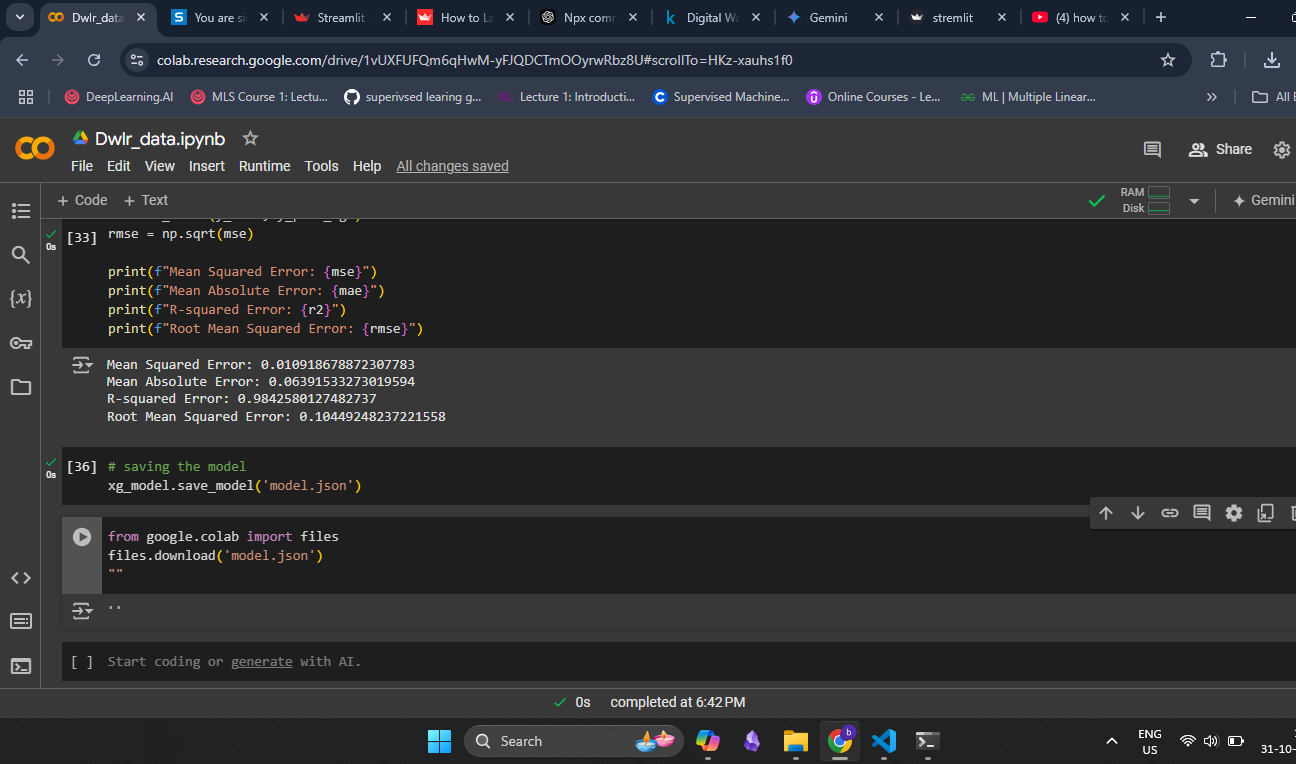 Dwlr_data
You are si
Streamlit
How to La
Npx comm
Digital Wa
Gemini
stremlit
(4) how to
colab.research.google.com/drive/1vUXFUFQm6qHwM-yFJQDCTmOOyrwRbz8U#scrollTo=HKz-xauhs1f0
DeepLearning.AI
MLS Course 1: Lectu...
superivsed learing g...
Lecture 1: Introducti...
Supervised Machine...
Online Courses - Le...
ML | Multiple Linear...
All
Dwlr_data.ipynb
File Edit View Insert Runtime Tools Help All changes saved
Share
+ Code + Text
RAM
Disk
Gemini
0s
[33]
rmse = np.sqrt(mse)
print(f"Mean Squared Error: {mse}")
print(f"Mean Absolute Error: {mae}")
print(f"R-squared Error: {r2}")
print(f"Root Mean Squared Error: {rmse}")
Mean Squared Error: 0.010918678872307783
Mean Absolute Error: 0.06391533273019594
R-squared Error: 0.9842580127482737
Root Mean Squared Error: 0.10449248237221558
0s
[36]
# saving the model
xg_model.save_model('model.json')
from google.colab import files
files.download('model.json')
""
''
[ ] Start coding or generate with AI.
0s completed at 6:42 PM
Search
ENG
US
31-10-